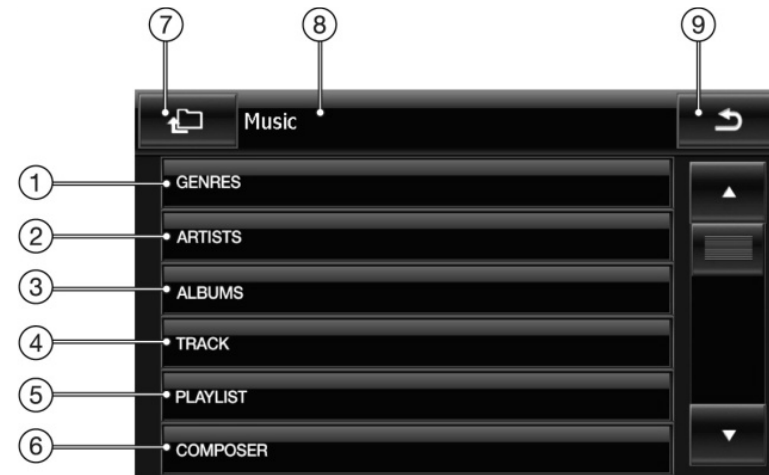 7 8 9
Music
1 GENRES
2 ARTISTS
3 ALBUMS
4 TRACK
5 PLAYLIST
6 COMPOSER